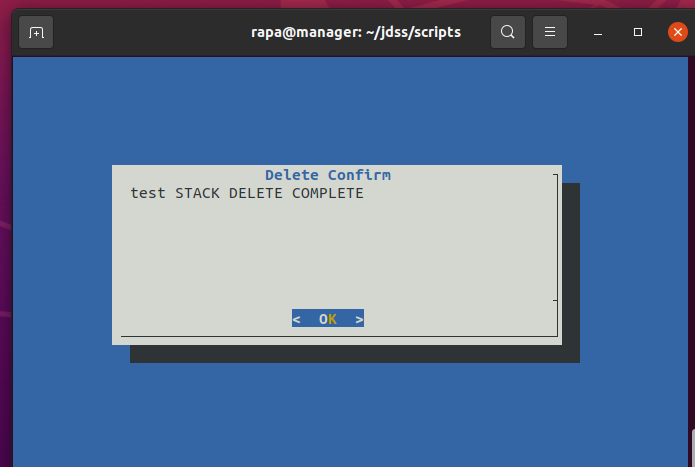 rapa@manager: ~/jdss/scripts
Delete Confirm
test STACK DELETE COMPLETE
< OK >